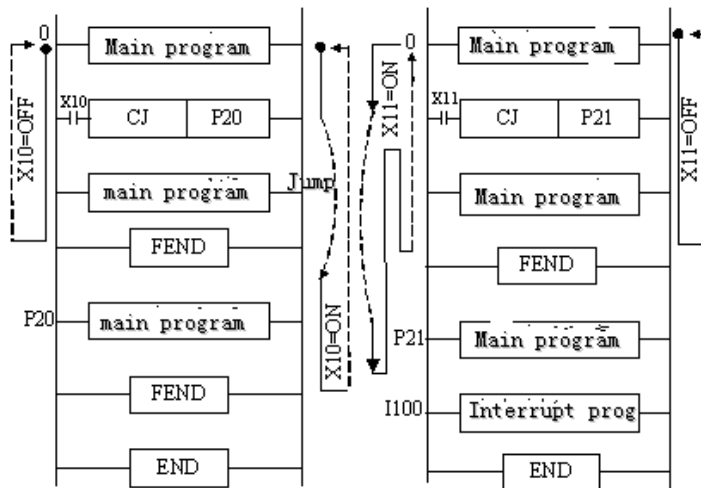 0
Main program
X10=OFF
X10
CJ P20
main program
Jump
FEND
P20
main program
X10=ON
FEND
END
0
Main program
X11=ON
X11
CJ P21
X11=OFF
Main program
FEND
P21
Main program
I100
Interrupt prog
END